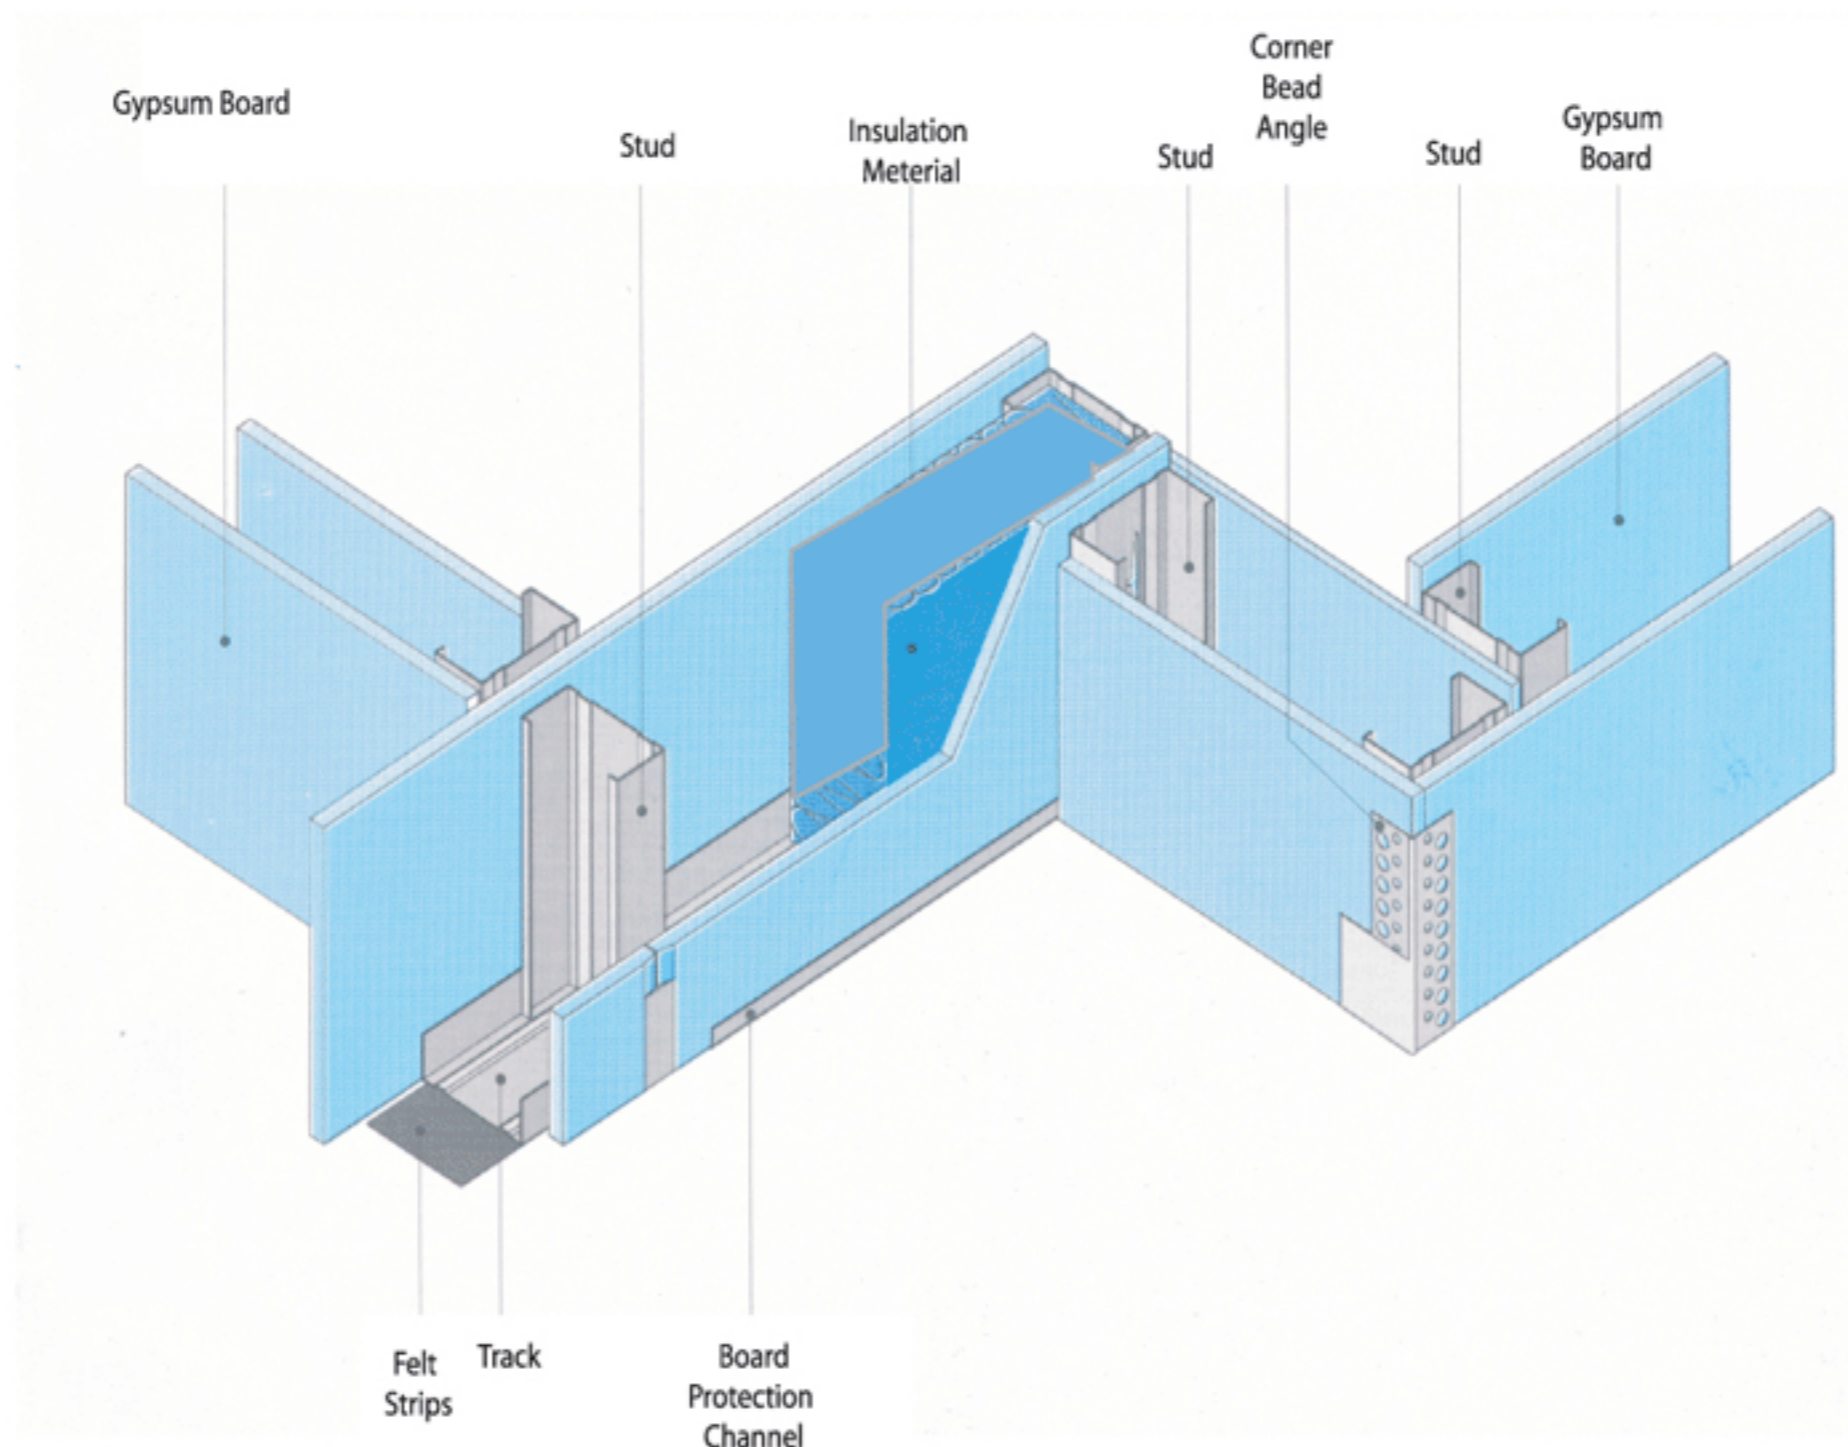 Gypsum Board
Stud
Insulation
Meterial
Stud
Corner
Bead
Angle
Stud
Gypsum
Board
Felt
Strips
Track
Board
Protection
Channel